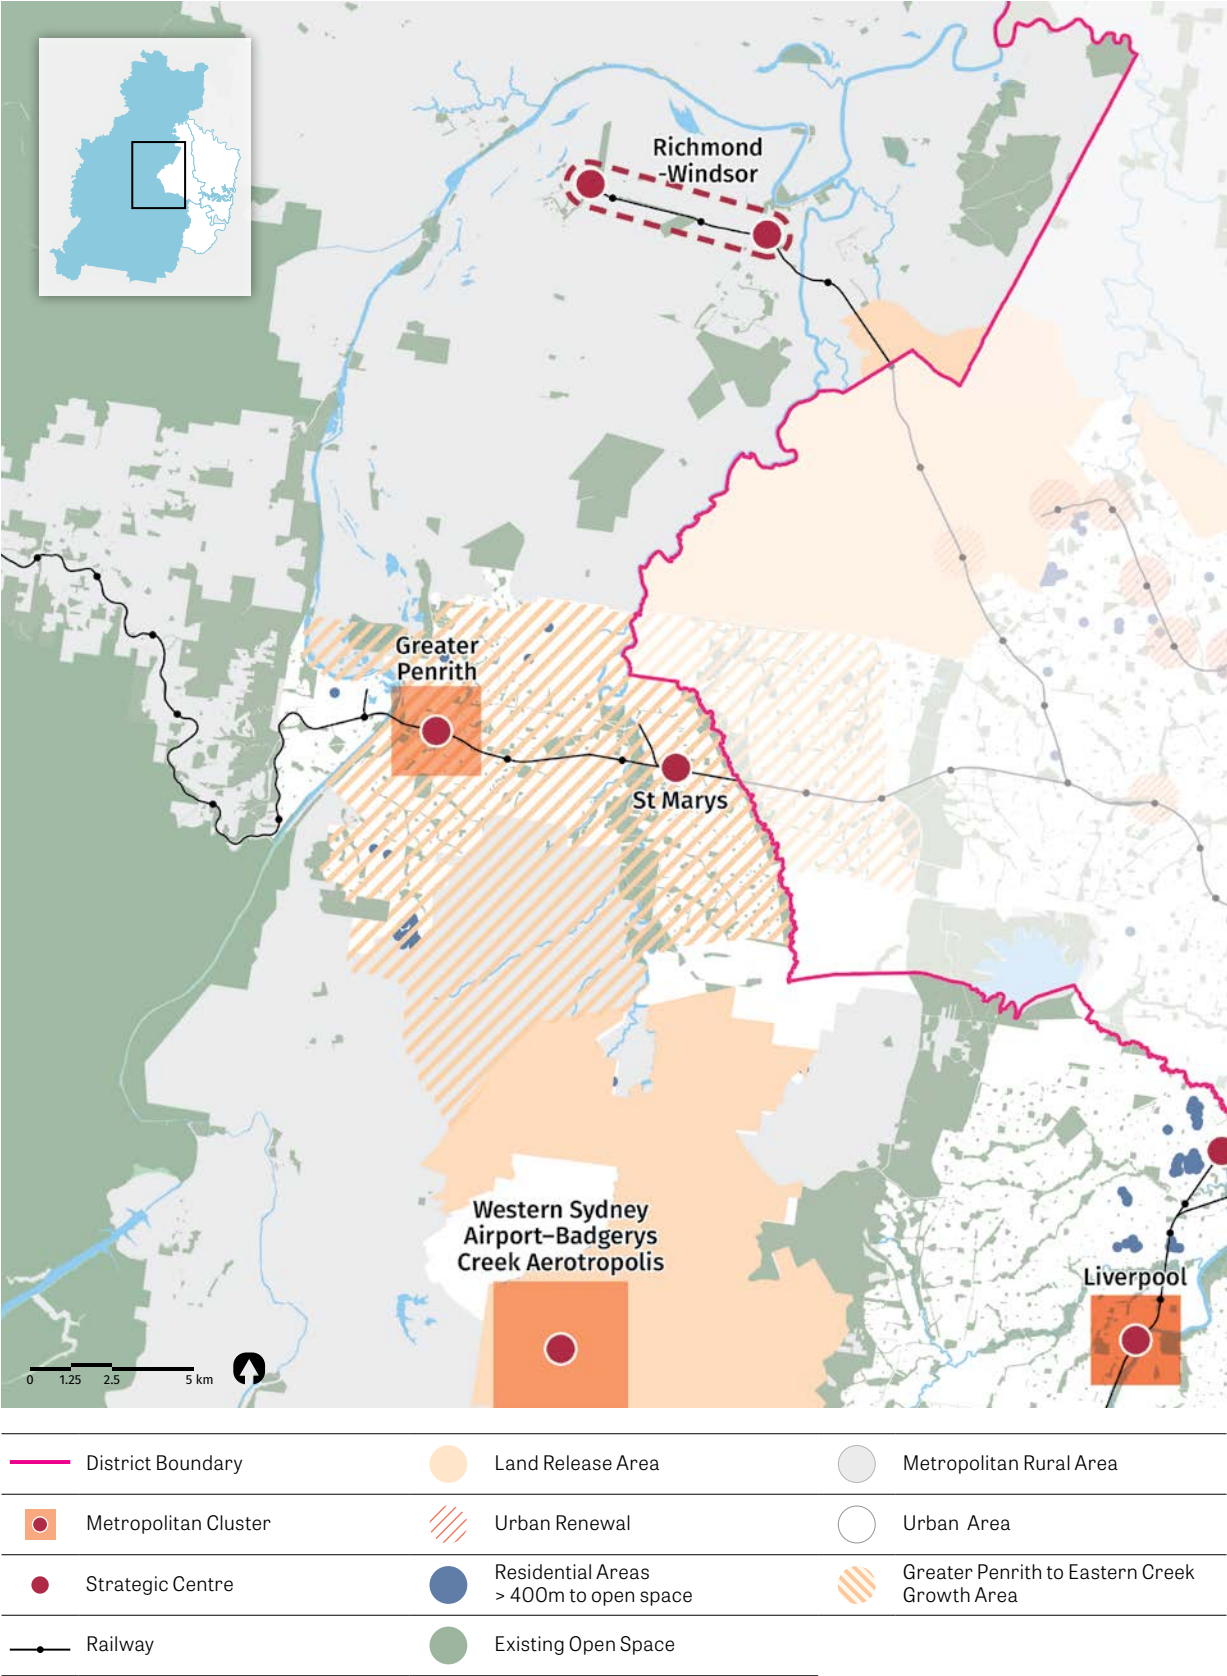 Richmond
-Windsor
Greater
Penrith
St Marys
Western Sydney
Airport–Badgerys
Creek Aerotropolis
Liverpool
0 1.25 2.5 5 km
District Boundary
Land Release Area
Metropolitan Rural Area
Metropolitan Cluster
Urban Renewal
Urban Area
Strategic Centre
Residential Areas
> 400m to open space
Greater Penrith to Eastern Creek
Growth Area
Railway
Existing Open Space